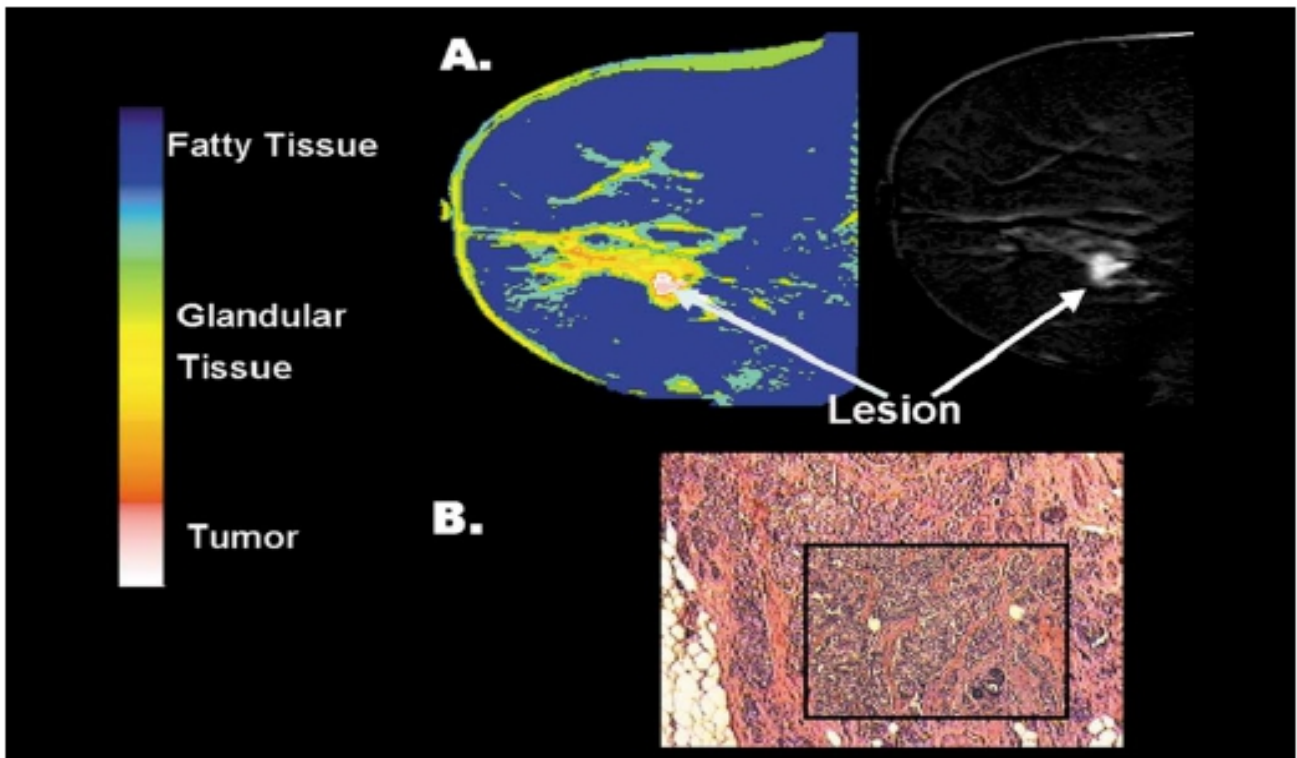 A.
Fatty Tissue
Glandular
Tissue
Lesion
B.
Tumor